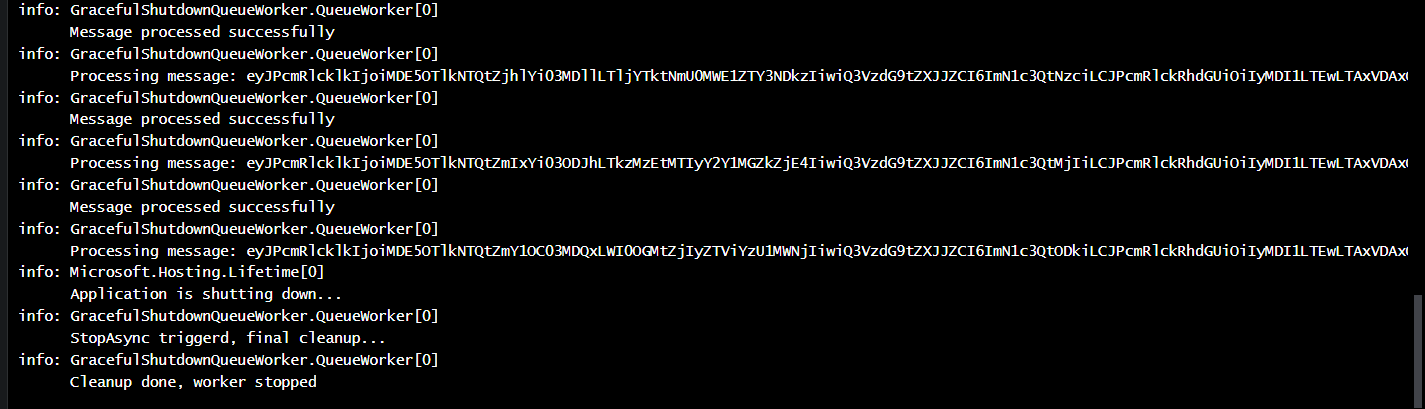 info: GracefulShutdownQueueWorker.QueueWorker[0]
Message processed successfully
info: GracefulShutdownQueueWorker.QueueWorker[0]
Processing message: eyJPcmRlcklkIjoiMDE5OTlkNTQtZjhlYi03MDllLTljYTktNmU0MWE1ZTY3NDkzIiwiQ3VzdG9tZXJJZCI6ImN1c3QtNzciLCJPcmRlckRhdGUiOiIyMDI1LTEwLTAxVDAx
info: GracefulShutdownQueueWorker.QueueWorker[0]
Message processed successfully
info: GracefulShutdownQueueWorker.QueueWorker[0]
Processing message: eyJPcmRlcklkIjoiMDE5OTlkNTQtZmIxYi03ODJhLTkzMzEtMTIyY2Y1MGZkZjE4IiwiQ3VzdG9tZXJJZCI6ImN1c3QtMjIiLCJPcmRlckRhdGUiOiIyMDI1LTEwLTAxVDAx
info: GracefulShutdownQueueWorker.QueueWorker[0]
Message processed successfully
info: GracefulShutdownQueueWorker.QueueWorker[0]
Processing message: eyJPcmRlcklkIjoiMDE5OTlkNTQtZmY1OC03MDQxLWI0OGMtZjIyZTViYzU1MWNjIiwiQ3VzdG9tZXJJZCI6ImN1c3QtODkiLCJPcmRlckRhdGUiOiIyMDI1LTEwLTAxVDAx
info: Microsoft.Hosting.Lifetime[0]
Application is shutting down...
info: GracefulShutdownQueueWorker.QueueWorker[0]
StopAsync triggerd, final cleanup...
info: GracefulShutdownQueueWorker.QueueWorker[0]
Cleanup done, worker stopped